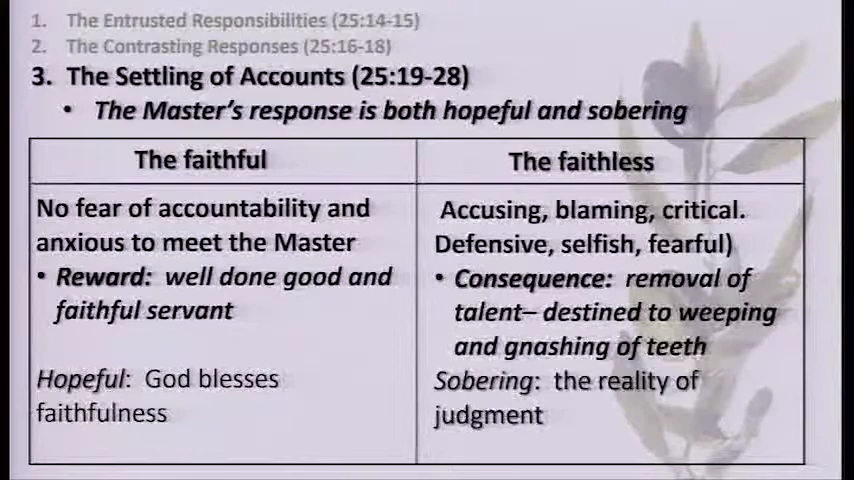 1. The Entrusted Responsibilities (25:14-15)
2. The Contrasting Responses (25:16-18)
3. The Settling of Accounts (25:19-28)
• The Master's response is both hopeful and sobering
The faithful
No fear of accountability and
anxious to meet the Master
• Reward: well done good and
faithful servant
Hopeful: God blesses
faithfulness
The faithless
Accusing, blaming, critical.
Defensive, selfish, fearful)
• Consequence: removal of
talent– destined to weeping
and gnashing of teeth
Sobering: the reality of
judgment